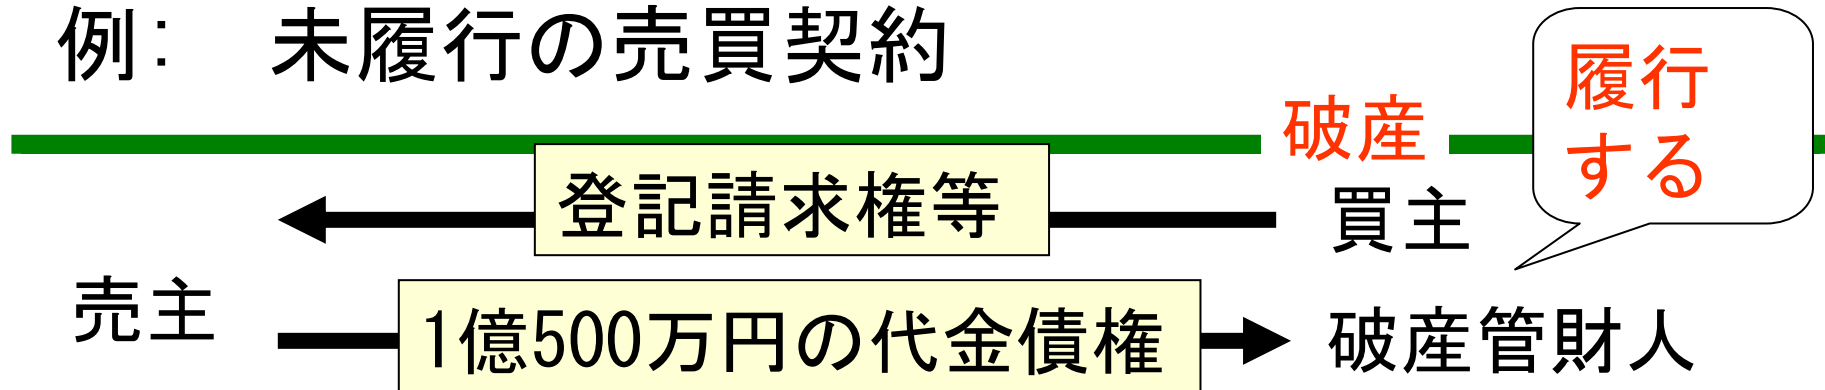 例: 未履行の売買契約
履行
する
破産
登記請求権等
買主
売主
1億500万円の代金債権
破産管財人